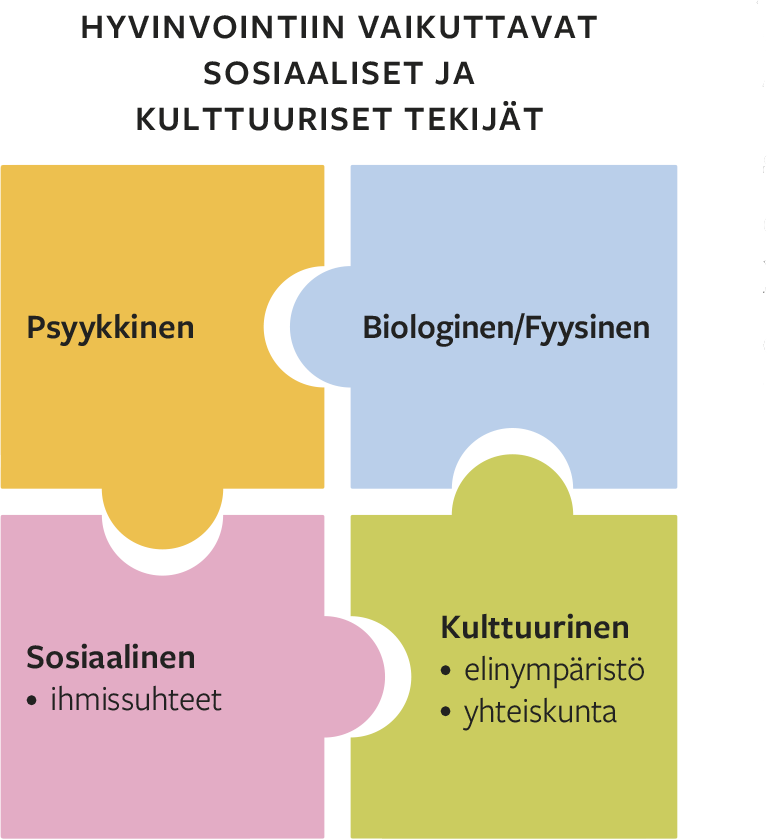 HYVINVOINTIIN VAIKUTTAVAT
SOSIAALISET JA
KULTTUURISET TEKIJÄT
Psyykkinen
Biologinen/Fyysinen
Sosiaalinen
• ihmissuhteet
Kulttuurinen
• elinympäristö
• yhteiskunta